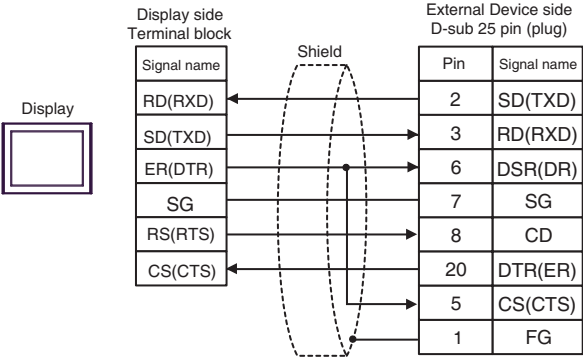 Display side
Terminal block
External Device side
D-sub 25 pin (plug)
Shield
Display
Signal name
Pin Signal name
RD(RXD) 2 SD(TXD)
SD(TXD) 3 RD(RXD)
ER(DTR) 6 DSR(DR)
SG 7 SG
RS(RTS) 8 CD
CS(CTS) 20 DTR(ER)
5 CS(CTS)
1 FG